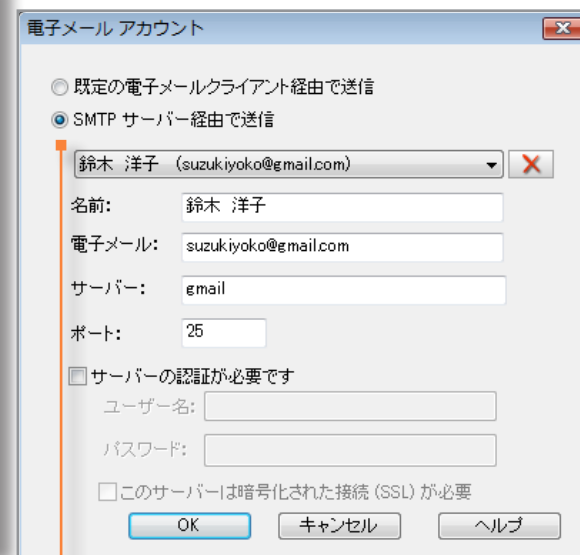 電子メール アカウント
既定の電子メールクライアント経由で送信
SMTP サーバー経由で送信
鈴木 洋子 (suzukiyoko@gmail.com)
名前: 鈴木 洋子
電子メール: suzukiyoko@gmail.com
サーバー: gmail
ポート: 25
サーバーの認証が必要です
ユーザー名:
パスワード:
このサーバーは暗号化された接続 (SSL) が必要
OK キャンセル ヘルプ